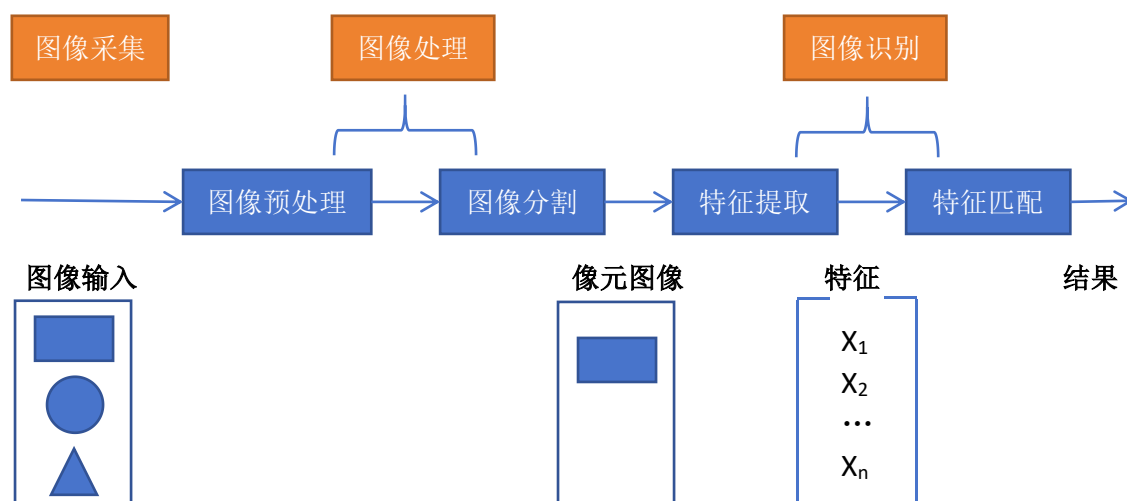 图像采集
图像处理
图像识别
图像预处理
图像分割
特征提取
特征匹配
图像输入
像元图像
特征
结果
X₁
X₂
...
Xₙ